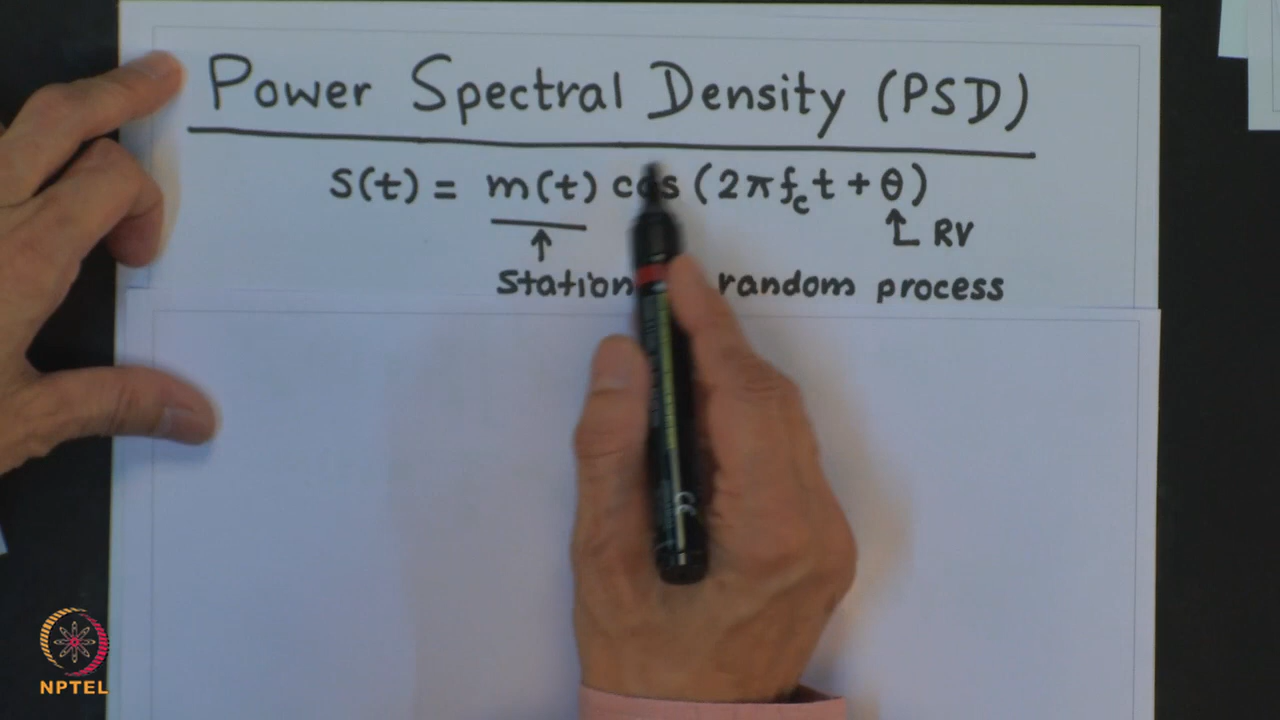 Power Spectral Density (PSD)
S(t) = m(t) cos (2πf_c t + θ)
↑ ↑ RV
Station random process
NPTEL